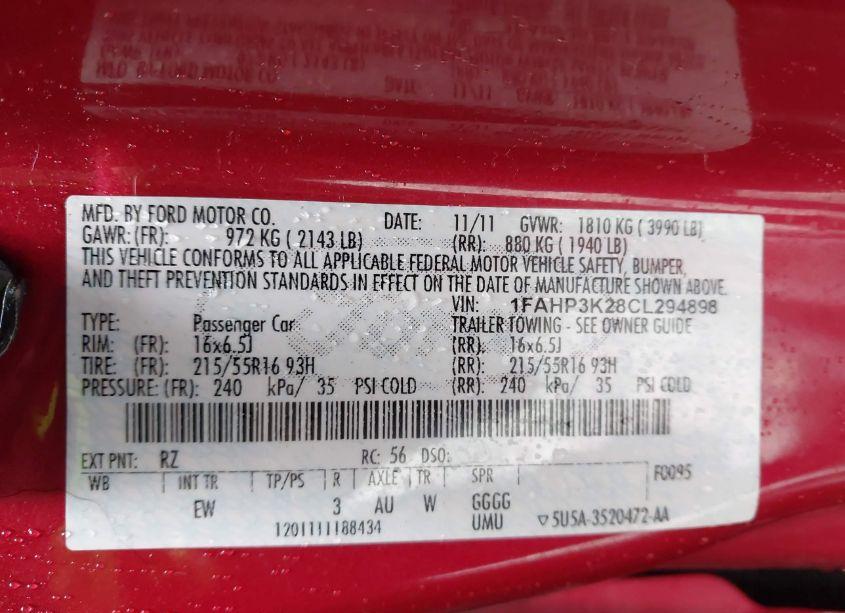 MFD. BY FORD MOTOR CO. DATE: 11/11 GVWR: 1810 KG ( 3990 LB)
GAWR: (FR): 972 KG ( 2143 LB) (RR): 880 KG ( 1940 LB)
THIS VEHICLE CONFORMS TO ALL APPLICABLE FEDERAL MOTOR VEHICLE SAFETY, BUMPER,
AND THEFT PREVENTION STANDARDS IN EFFECT ON THE DATE OF MANUFACTURE SHOWN ABOVE.
VIN: 1FAHP3K28CL294898
TYPE: Passenger Car TRAILER TOWING - SEE OWNER GUIDE
RIM: (FR): 16x6.5J (RR): 16x6.5J
TIRE: (FR): 215/55R16 93H (RR): 215/55R16 93H
PRESSURE: (FR): 240 kPa/ 35 PSI COLD (RR): 240 kPa/ 35 PSI COLD
EXT PNT: RZ RC: 56 DSO:
WB INT TR TP/PS R AXLE TR SPR F0095
EW 3 AU W GGGG
1201111188434 UMU ▽5U5A-3520472-AA